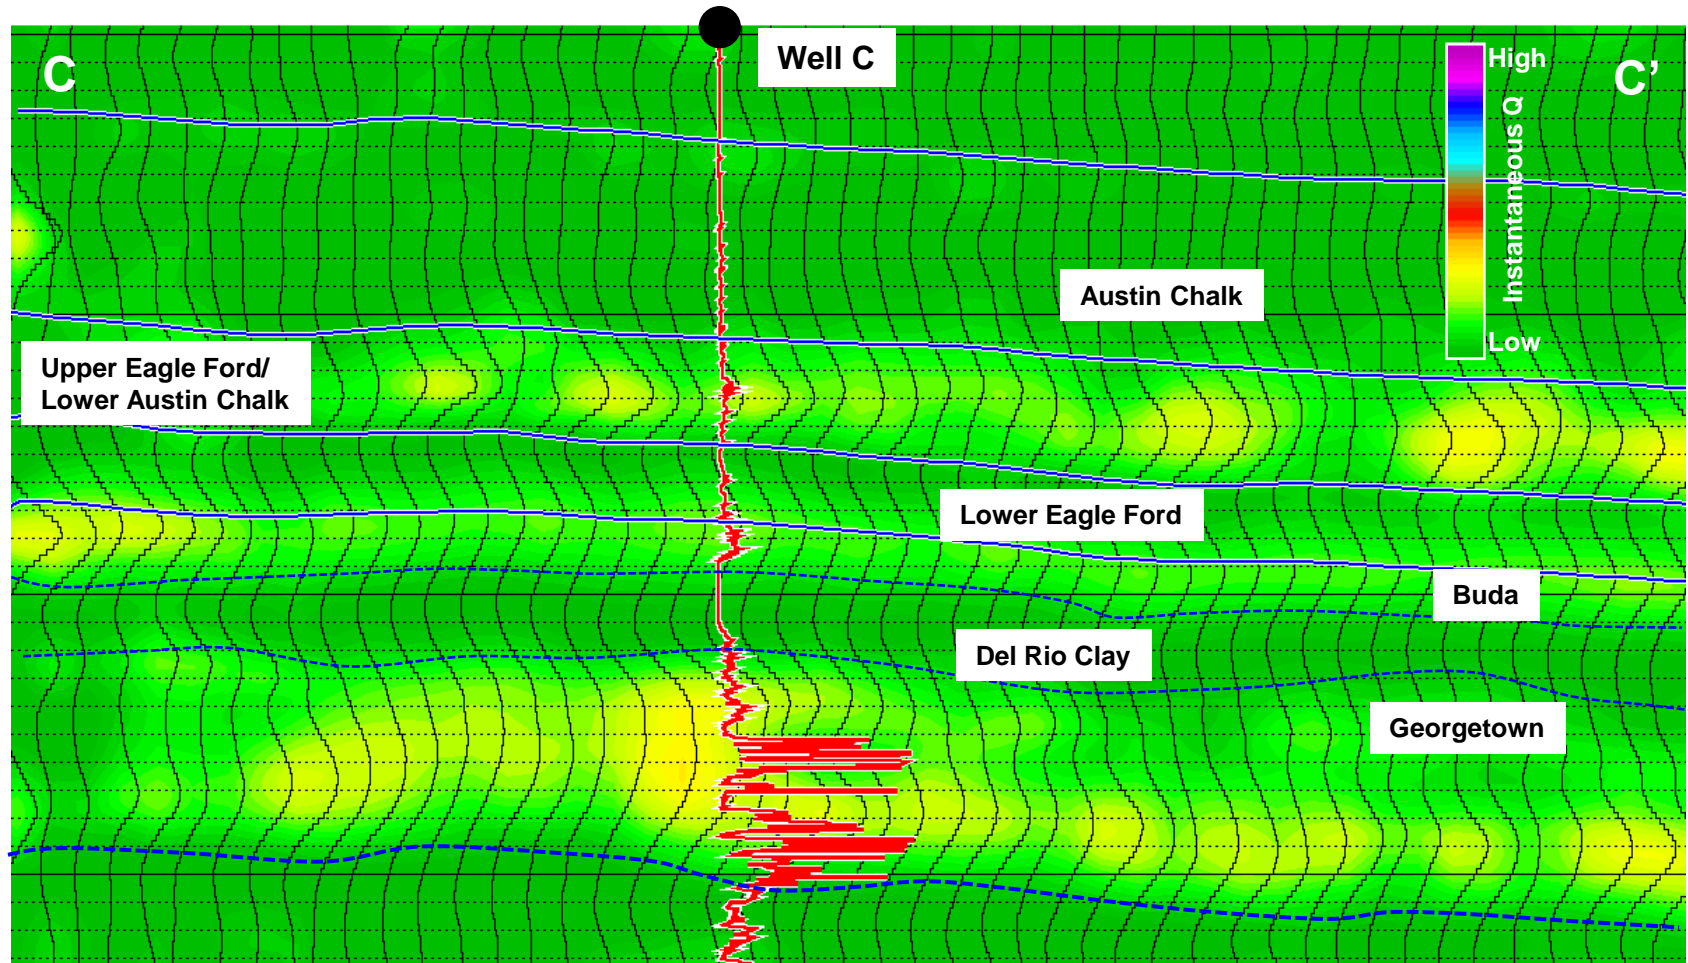 Well C
C
C’
High
Instantaneous Q
Low
Austin Chalk
Upper Eagle Ford/
Lower Austin Chalk
Lower Eagle Ford
Buda
Del Rio Clay
Georgetown